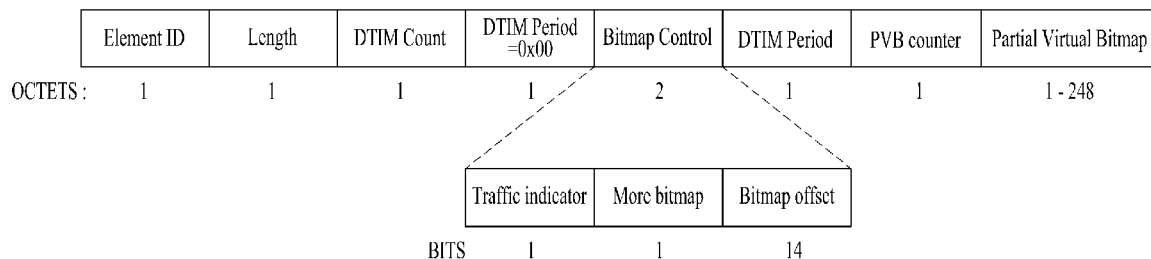 Element ID
Length
DTIM Count
DTIM Period
=0x00
Bitmap Control
DTIM Period
PVB counter
Partial Virtual Bitmap
OCTETS : 1 1 1 1 2 1 1 1 - 248
Traffic indicator
More bitmap
Bitmap offset
BITS 1 1 14